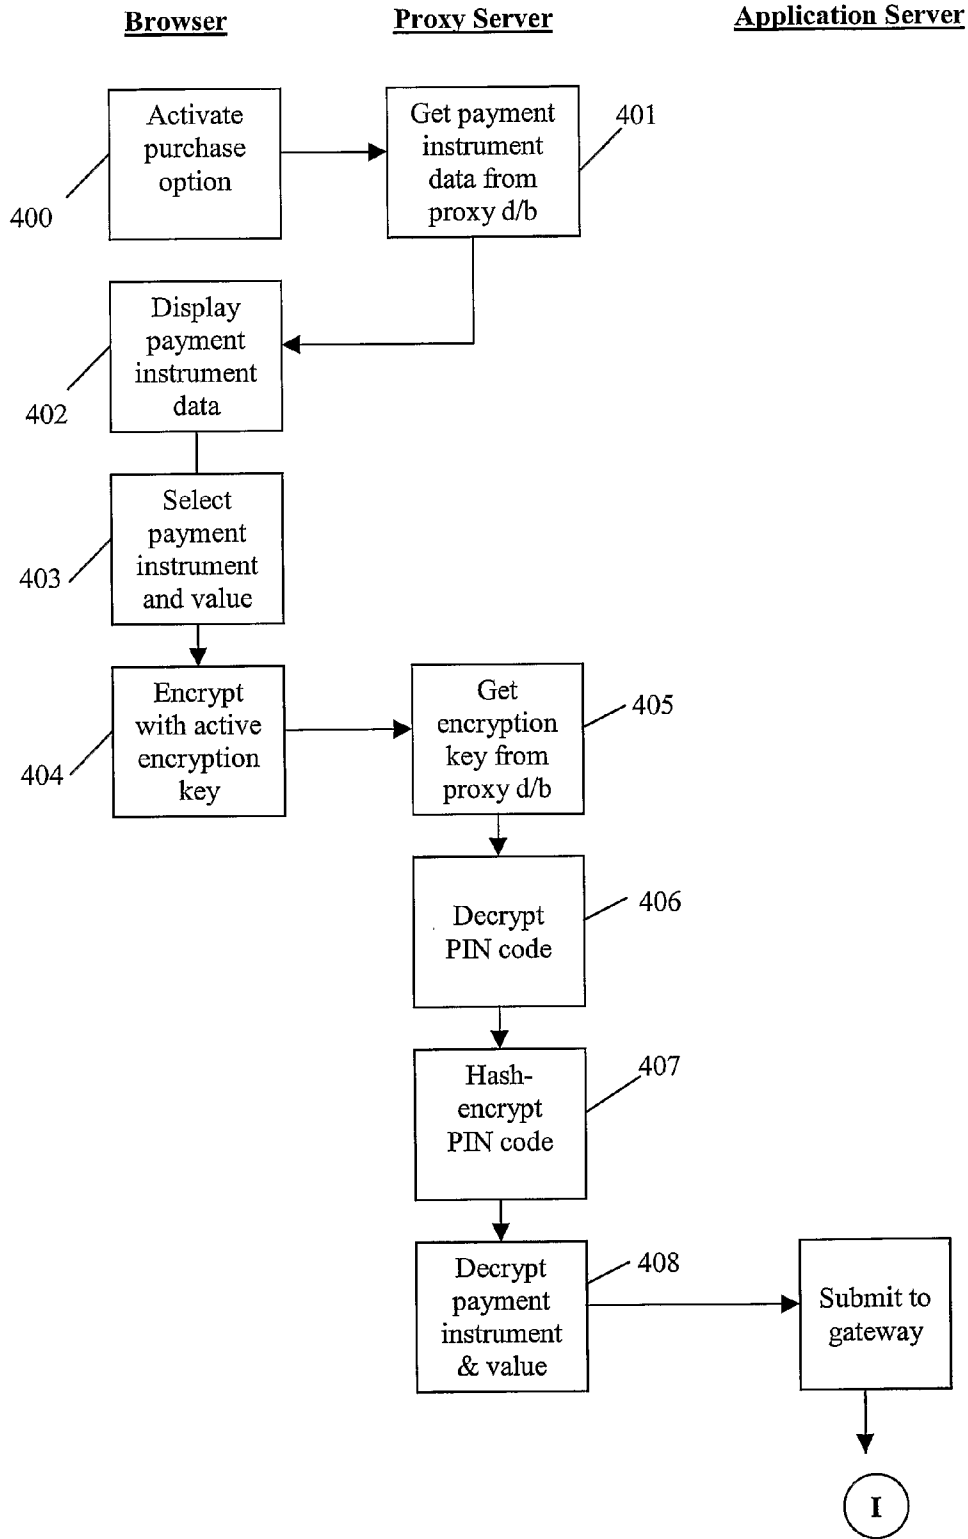 Browser
Proxy Server
Application Server
Activate
purchase
option
400
Get payment
instrument
data from
proxy d/b
401
Display
payment
instrument
data
402
Select
payment
instrument
and value
403
Encrypt
with active
encryption
key
404
Get
encryption
key from
proxy d/b
405
Decrypt
PIN code
406
Hash-
encrypt
PIN code
407
Decrypt
payment
instrument
& value
408
Submit to
gateway
I